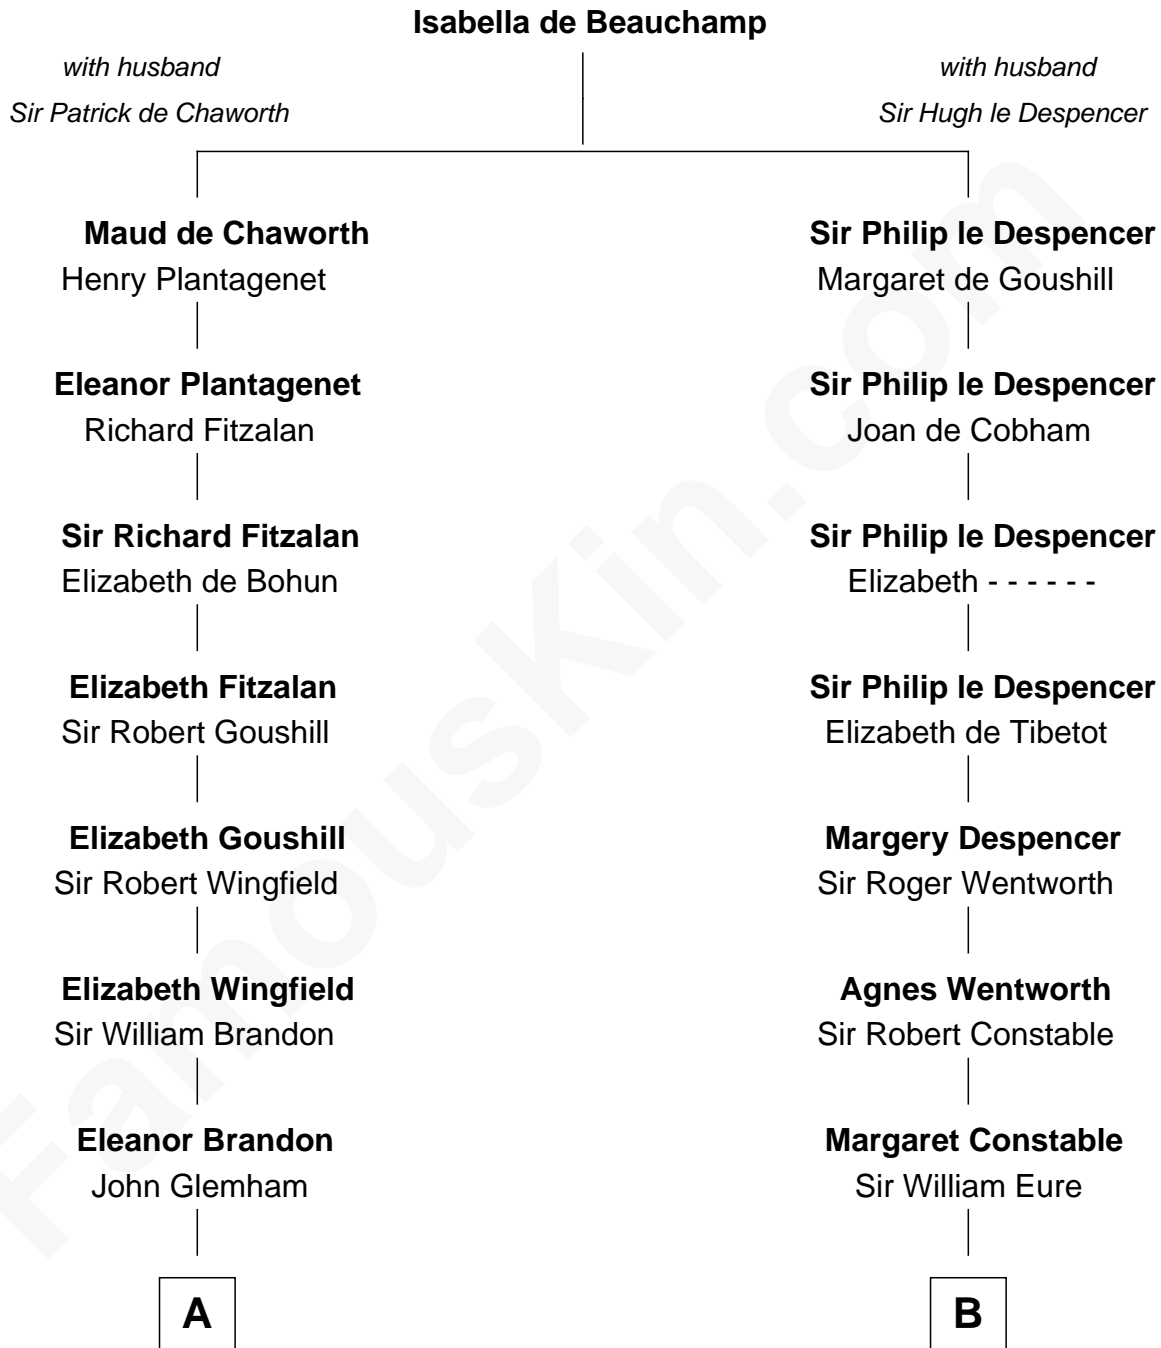 Isabella de Beauchamp
with husband
Sir Patrick de Chaworth
with husband
Sir Hugh le Despencer
Maud de Chaworth
Henry Plantagenet
Eleanor Plantagenet
Richard Fitzalan
Sir Richard Fitzalan
Elizabeth de Bohun
Elizabeth Fitzalan
Sir Robert Goushill
Elizabeth Goushill
Sir Robert Wingfield
Elizabeth Wingfield
Sir William Brandon
Eleanor Brandon
John Glemham
A
Sir Philip le Despencer
Margaret de Goushill
Sir Philip le Despencer
Joan de Cobham
Sir Philip le Despencer
Elizabeth - - - - - -
Sir Philip le Despencer
Elizabeth de Tibetot
Margery Despencer
Sir Roger Wentworth
Agnes Wentworth
Sir Robert Constable
Margaret Constable
Sir William Eure
B
FamousKin.com